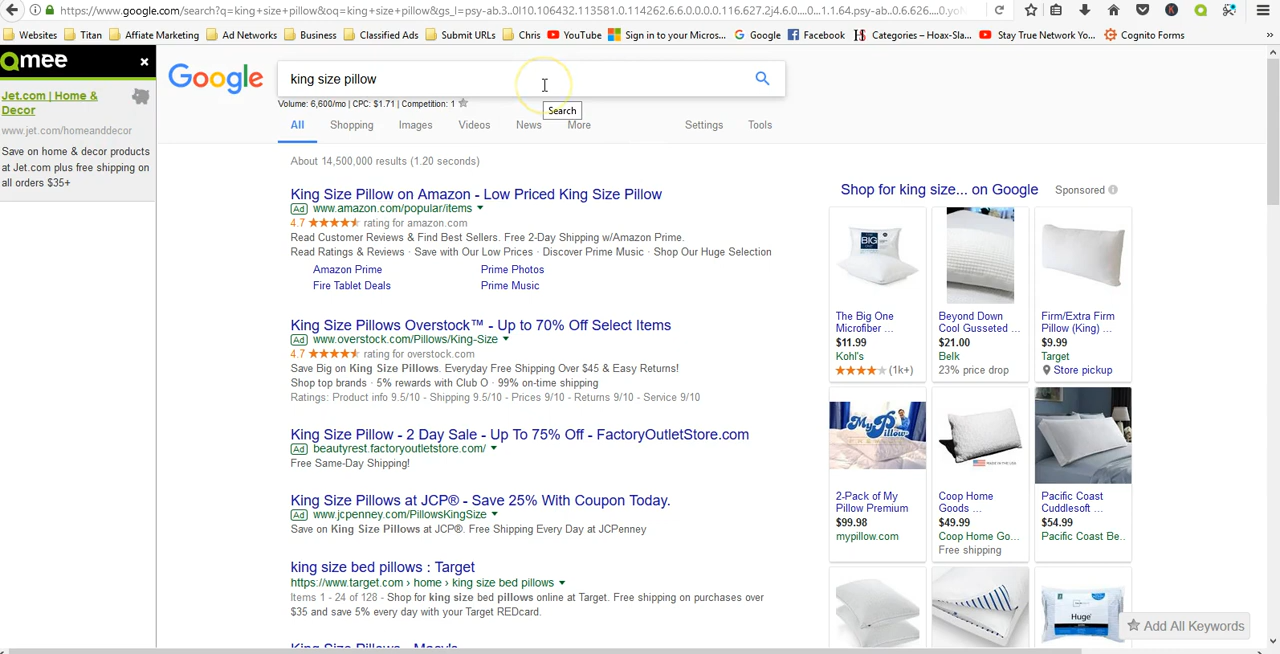 https://www.google.com/search?q=king+size+pillow&oq=king+size+pillow&gs_l=psy-ab.3..0l10.106432.113581.0.114262.6.6.0.0.0.0.116.627.2j4.6.0....0...1.1.64.psy-ab..0.6.626....0.yoN
Websites
Titan
Affiate Marketing
Ad Networks
Business
Classified Ads
Submit URLs
Chris
YouTube
Sign in to your Micros...
Google
Facebook
Categories – Hoax-Sla...
Stay True Network Yo...
Cognito Forms
»
Qmee
×
Jet.com | Home &
Decor
www.jet.com/homeanddecor
Save on home & decor products
at Jet.com plus free shipping on
all orders $35+
Google
king size pillow
Volume: 6,600/mo | CPC: $1.71 | Competition: 1
Search
All
Shopping
Images
Videos
News
More
Settings
Tools
About 14,500,000 results (1.20 seconds)
King Size Pillow on Amazon - Low Priced King Size Pillow
Ad www.amazon.com/popular/items
4.7 rating for amazon.com
Read Customer Reviews & Find Best Sellers. Free 2-Day Shipping w/Amazon Prime.
Read Ratings & Reviews · Save with Our Low Prices · Discover Prime Music · Shop Our Huge Selection
Amazon Prime
Prime Photos
Fire Tablet Deals
Prime Music
King Size Pillows Overstock™ - Up to 70% Off Select Items
Ad www.overstock.com/Pillows/King-Size
4.7 rating for overstock.com
Save Big on King Size Pillows. Everyday Free Shipping Over $45 & Easy Returns!
Shop top brands · 5% rewards with Club O · 99% on-time shipping
Ratings: Product info 9.5/10 - Shipping 9.5/10 - Prices 9/10 - Returns 9/10 - Service 9/10
King Size Pillow - 2 Day Sale - Up To 75% Off - FactoryOutletStore.com
Ad beautyrest.factoryoutletstore.com/
Free Same-Day Shipping!
King Size Pillows at JCP® - Save 25% With Coupon Today.
Ad www.jcpenney.com/PillowsKingSize
Save on King Size Pillows at JCP®. Free Shipping Every Day at JCPenney
king size bed pillows : Target
https://www.target.com › home › king size bed pillows
Items 1 - 24 of 128 - Shop for king size bed pillows online at Target. Free shipping on purchases over
$35 and save 5% every day with your Target REDcard.
King Size Pillows - Macy's
Shop for king size... on Google
Sponsored
BIG
The Big One
Microfiber ...
$11.99
Kohl's
(1k+)
Beyond Down
Cool Gusseted ...
$21.00
Belk
23% price drop
Firm/Extra Firm
Pillow (King) ...
$9.99
Target
Store pickup
MyPillow
2-Pack of My
Pillow Premium
$99.98
mypillow.com
MADE IN THE USA
Coop Home
Goods ...
$49.99
Coop Home Go...
Free shipping
Pacific Coast
Cuddlesoft ...
$54.99
Pacific Coast Be..
Huge
Add All Keywords